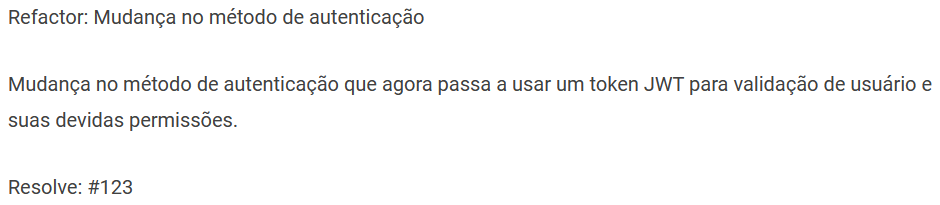 Refactor: Mudança no método de autenticação
Mudança no método de autenticação que agora passa a usar um token JWT para validação de usuário e
suas devidas permissões.
Resolve: #123